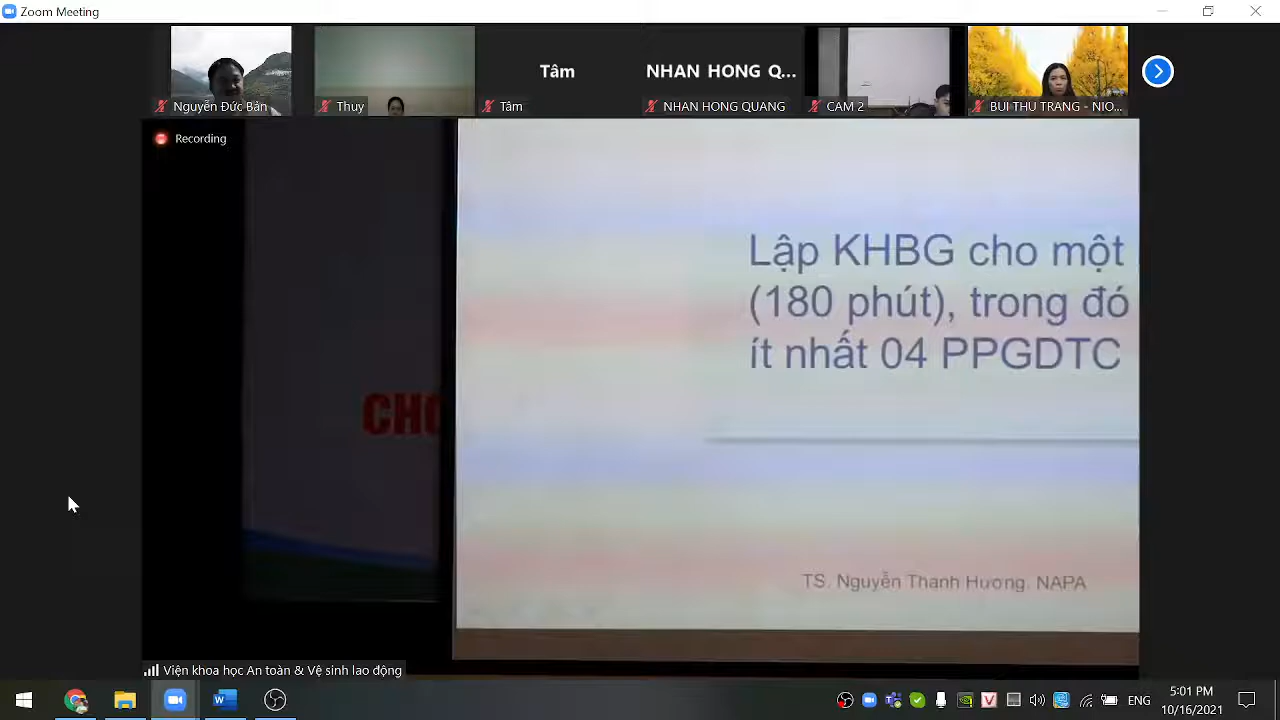 Zoom Meeting
Tâm
NHAN HONG Q...
Nguyễn Đức Bản
Thuy
Tâm
NHAN HONG QUANG
CAM 2
BUI THU TRANG - NIO...
Recording
Lập KHBG cho một
(180 phút), trong đó
ít nhất 04 PPGDTC
CHO
TS. Nguyễn Thanh Hương. NAPA
Viện khoa học An toàn & Vệ sinh lao động
ENG
5:01 PM
10/16/2021